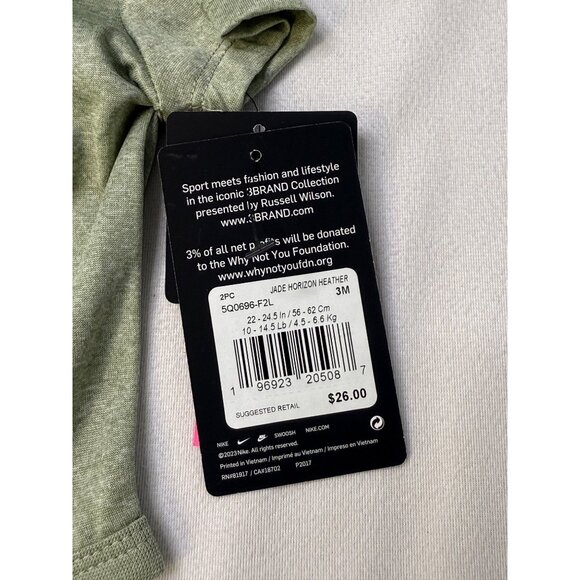 Sport meets fashion and lifestyle
in the iconic 3BRAND Collection
presented by Russell Wilson.
www.3BRAND.com
3% of all net profits will be donated
to the Why Not You Foundation.
www.whynotyoufdn.org
2PC JADE HORIZON HEATHER
5Q0696-F2L 3M
22 - 24.5 In / 56 - 62 Cm
10 - 14.5 Lb / 4.5 - 6.6 Kg
1 96923 20508 7
SUGGESTED RETAIL $26.00
NIKE SWOOSH NIKE.COM
©2023 Nike. All rights reserved.
Printed in Vietnam / Imprimé au Vietnam / Impreso en Vietnam
RN#81917 / CA#18702 P2017